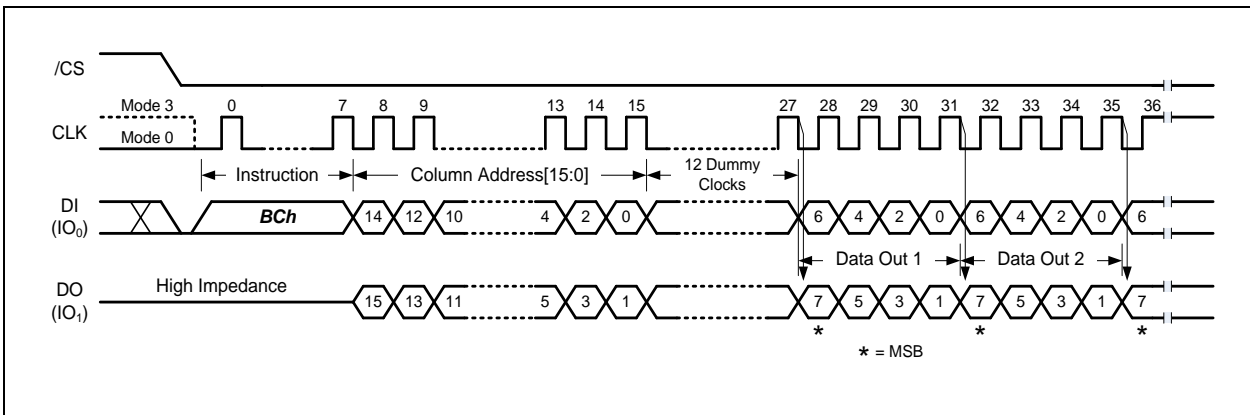 /CS
Mode 3 0 7 8 9 13 14 15 27 28 29 30 31 32 33 34 35 36
CLK
Mode 0
Instruction Column Address[15:0] 12 Dummy
Clocks
DI
(IO0)
BCh 14 12 10 4 2 0 6 4 2 0 6 4 2 0 6
Data Out 1 Data Out 2
High Impedance
DO
(IO1)
15 13 11 5 3 1 7 5 3 1 7 5 3 1 7
* * *
* = MSB